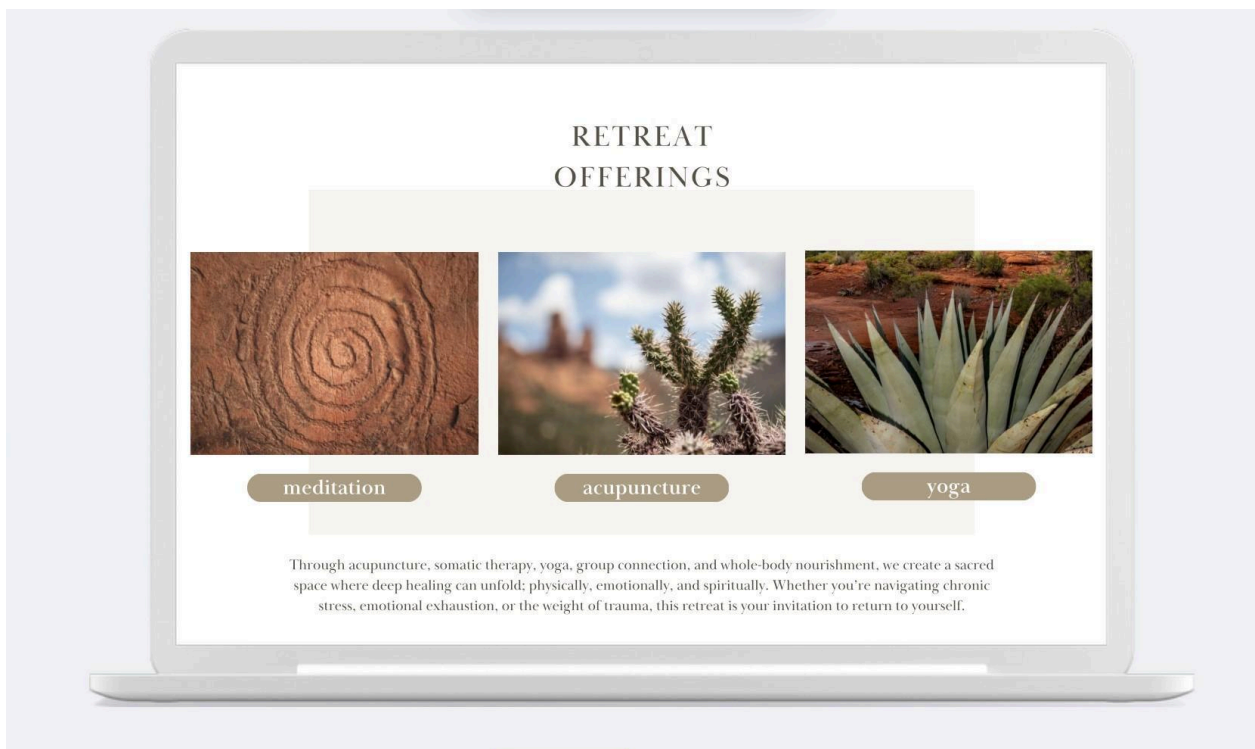 RETREAT
OFFERINGS
meditation
acupuncture
yoga
Through acupuncture, somatic therapy, yoga, group connection, and whole-body nourishment, we create a sacred
space where deep healing can unfold; physically, emotionally, and spiritually. Whether you're navigating chronic
stress, emotional exhaustion, or the weight of trauma, this retreat is your invitation to return to yourself.